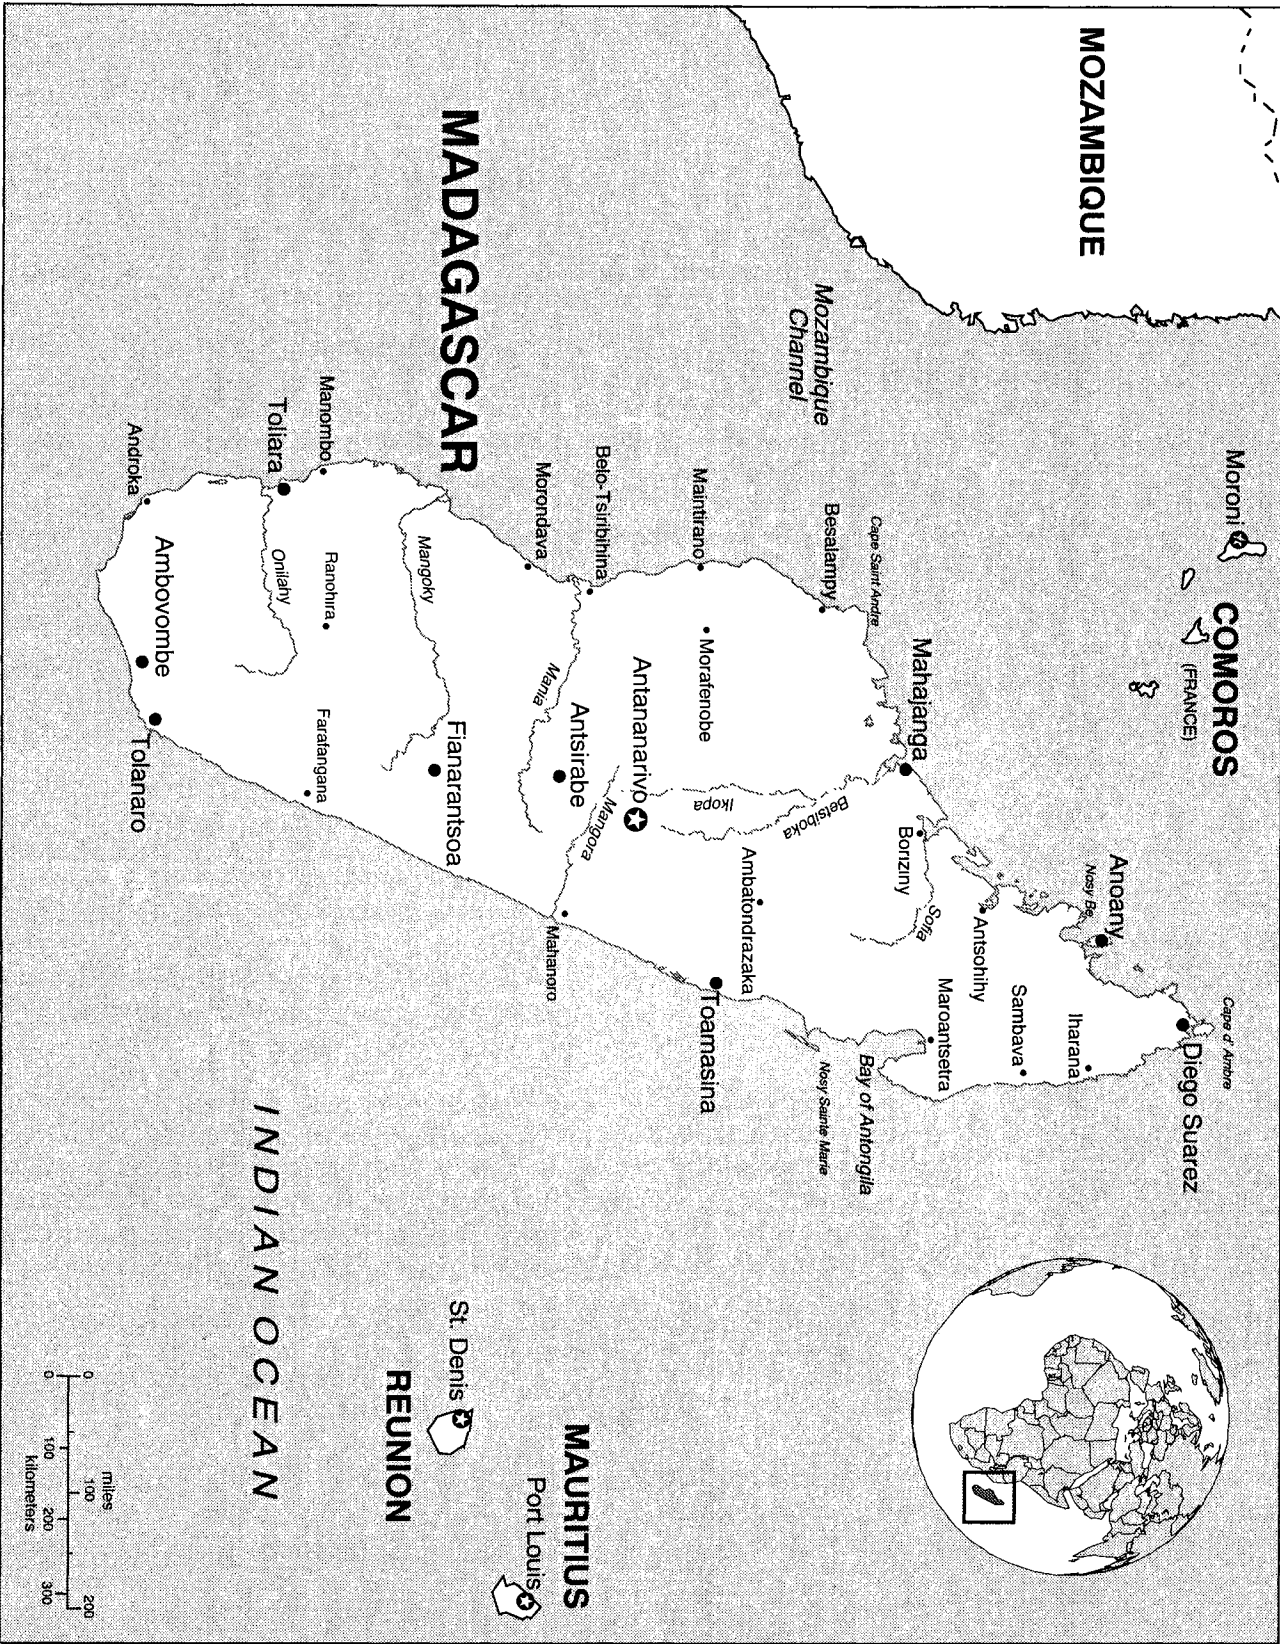 MOZAMBIQUE
Moroni
COMOROS
(FRANCE)
Mozambique
Channel
MADAGASCAR
Cape d' Ambre
Diego Suarez
Anoany
Nosy Be
Iharana
Sambava
Antsohihy
Maroantsetra
Mahajanga
Boriziny
Sofia
Cape Saint Andre
Bay of Antongila
Besalampy
Betsiboka
Nosy Sainte Marie
Ambatondrazaka
Ikopa
Maintirano
Morafenobe
Toamasina
Antananarivo
Belo-Tsiribihina
Mangora
Antsirabe
Mania
Mahanoro
Morondava
Fianarantsoa
Mangoky
Manombo
Ranohira
Farafangana
Toliara
Onilahy
Ambovombe
Androka
Tolanaro
MAURITIUS
Port Louis
St. Denis
REUNION
INDIAN OCEAN
miles
0 100 200
0 100 200 300
kilometers